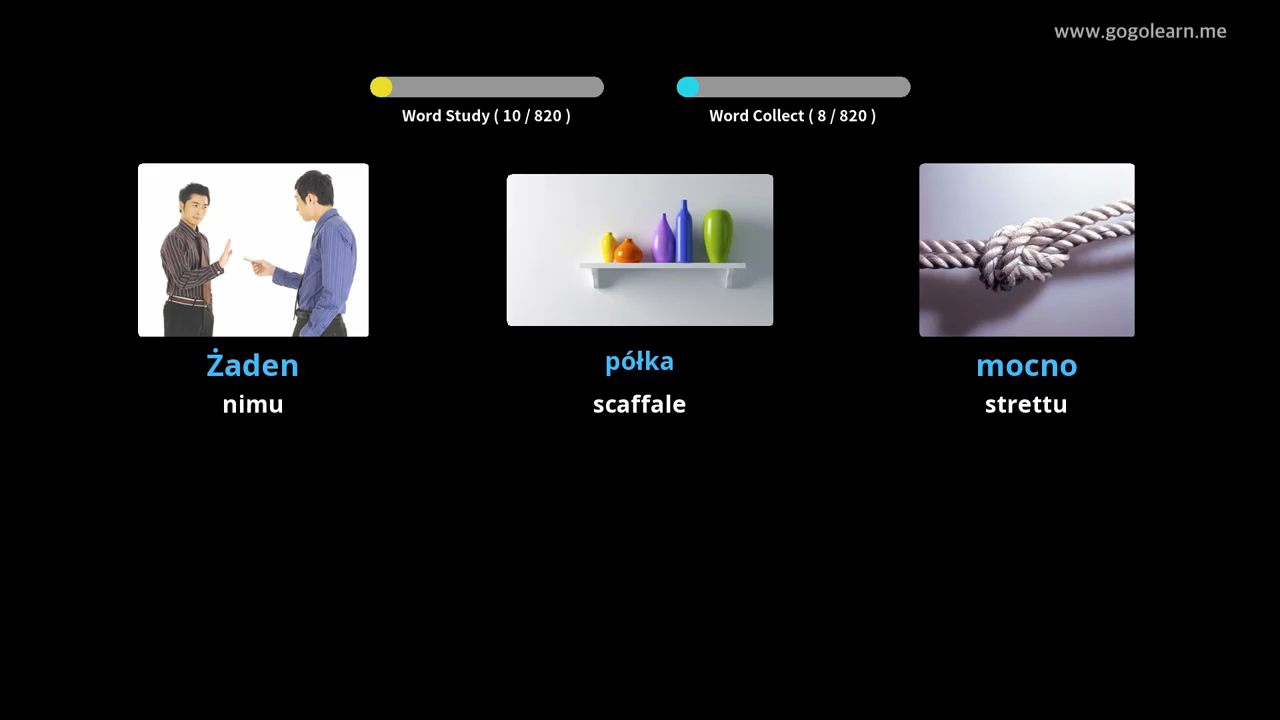 www.gogolearn.me
Word Study ( 10 / 820 )
Word Collect ( 8 / 820 )
Żaden
nimu
półka
scaffale
mocno
strettu